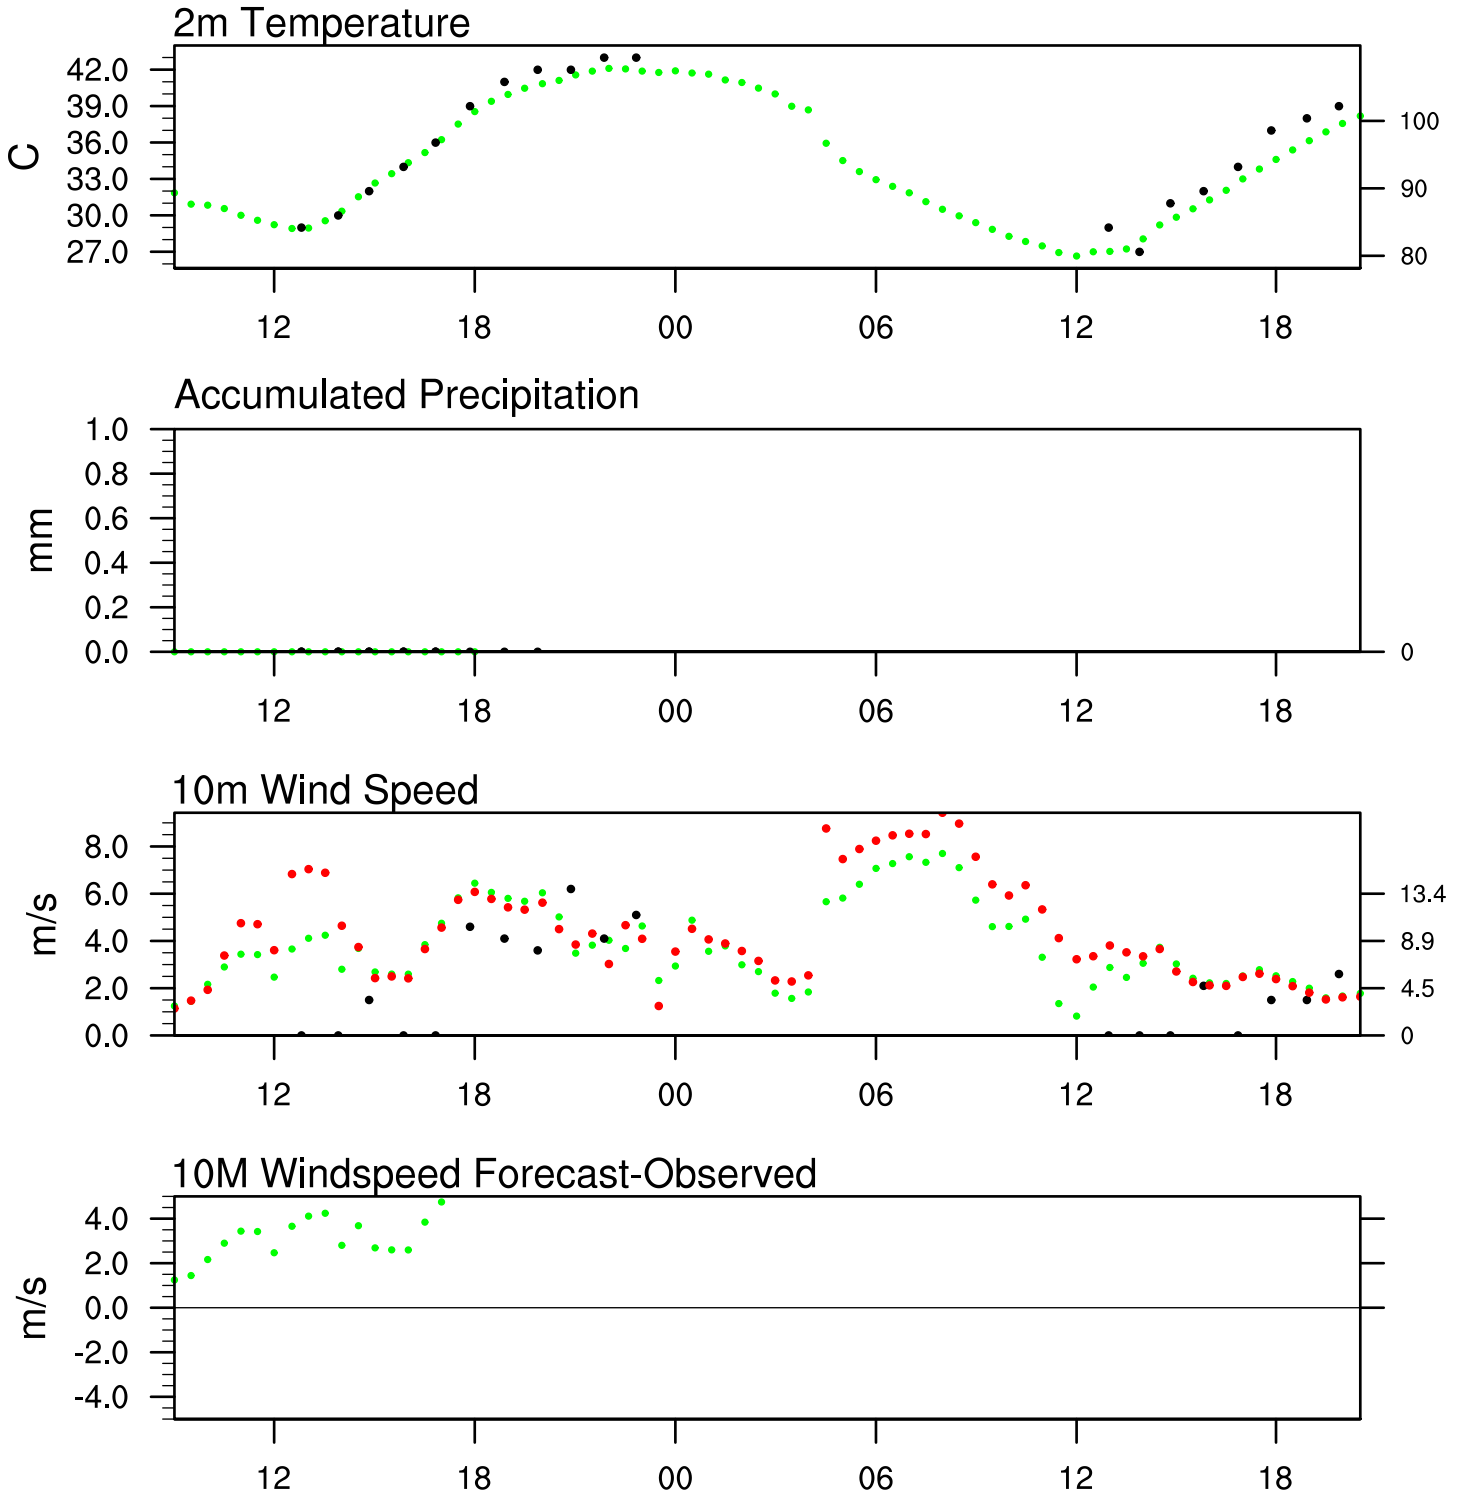 2m Temperature
42.0
39.0
36.0
33.0
30.0
27.0
C
100
90
80
12 18 00 06 12 18
Accumulated Precipitation
1.0
0.8
0.6
0.4
0.2
0.0
mm
0
12 18 00 06 12 18
10m Wind Speed
8.0
6.0
4.0
2.0
0.0
m/s
13.4
8.9
4.5
0
12 18 00 06 12 18
10M Windspeed Forecast-Observed
4.0
2.0
0.0
-2.0
-4.0
m/s
12 18 00 06 12 18